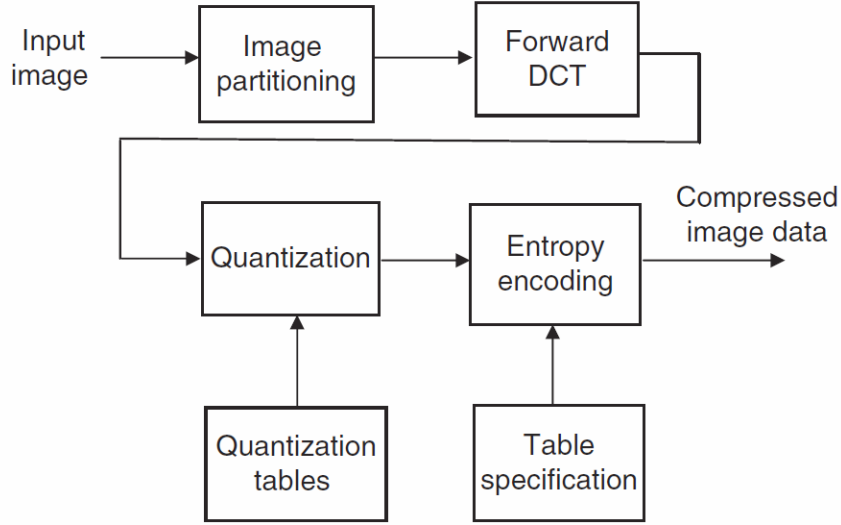 Input
image
Image
partitioning
Forward
DCT
Quantization
Entropy
encoding
Compressed
image data
Quantization
tables
Table
specification